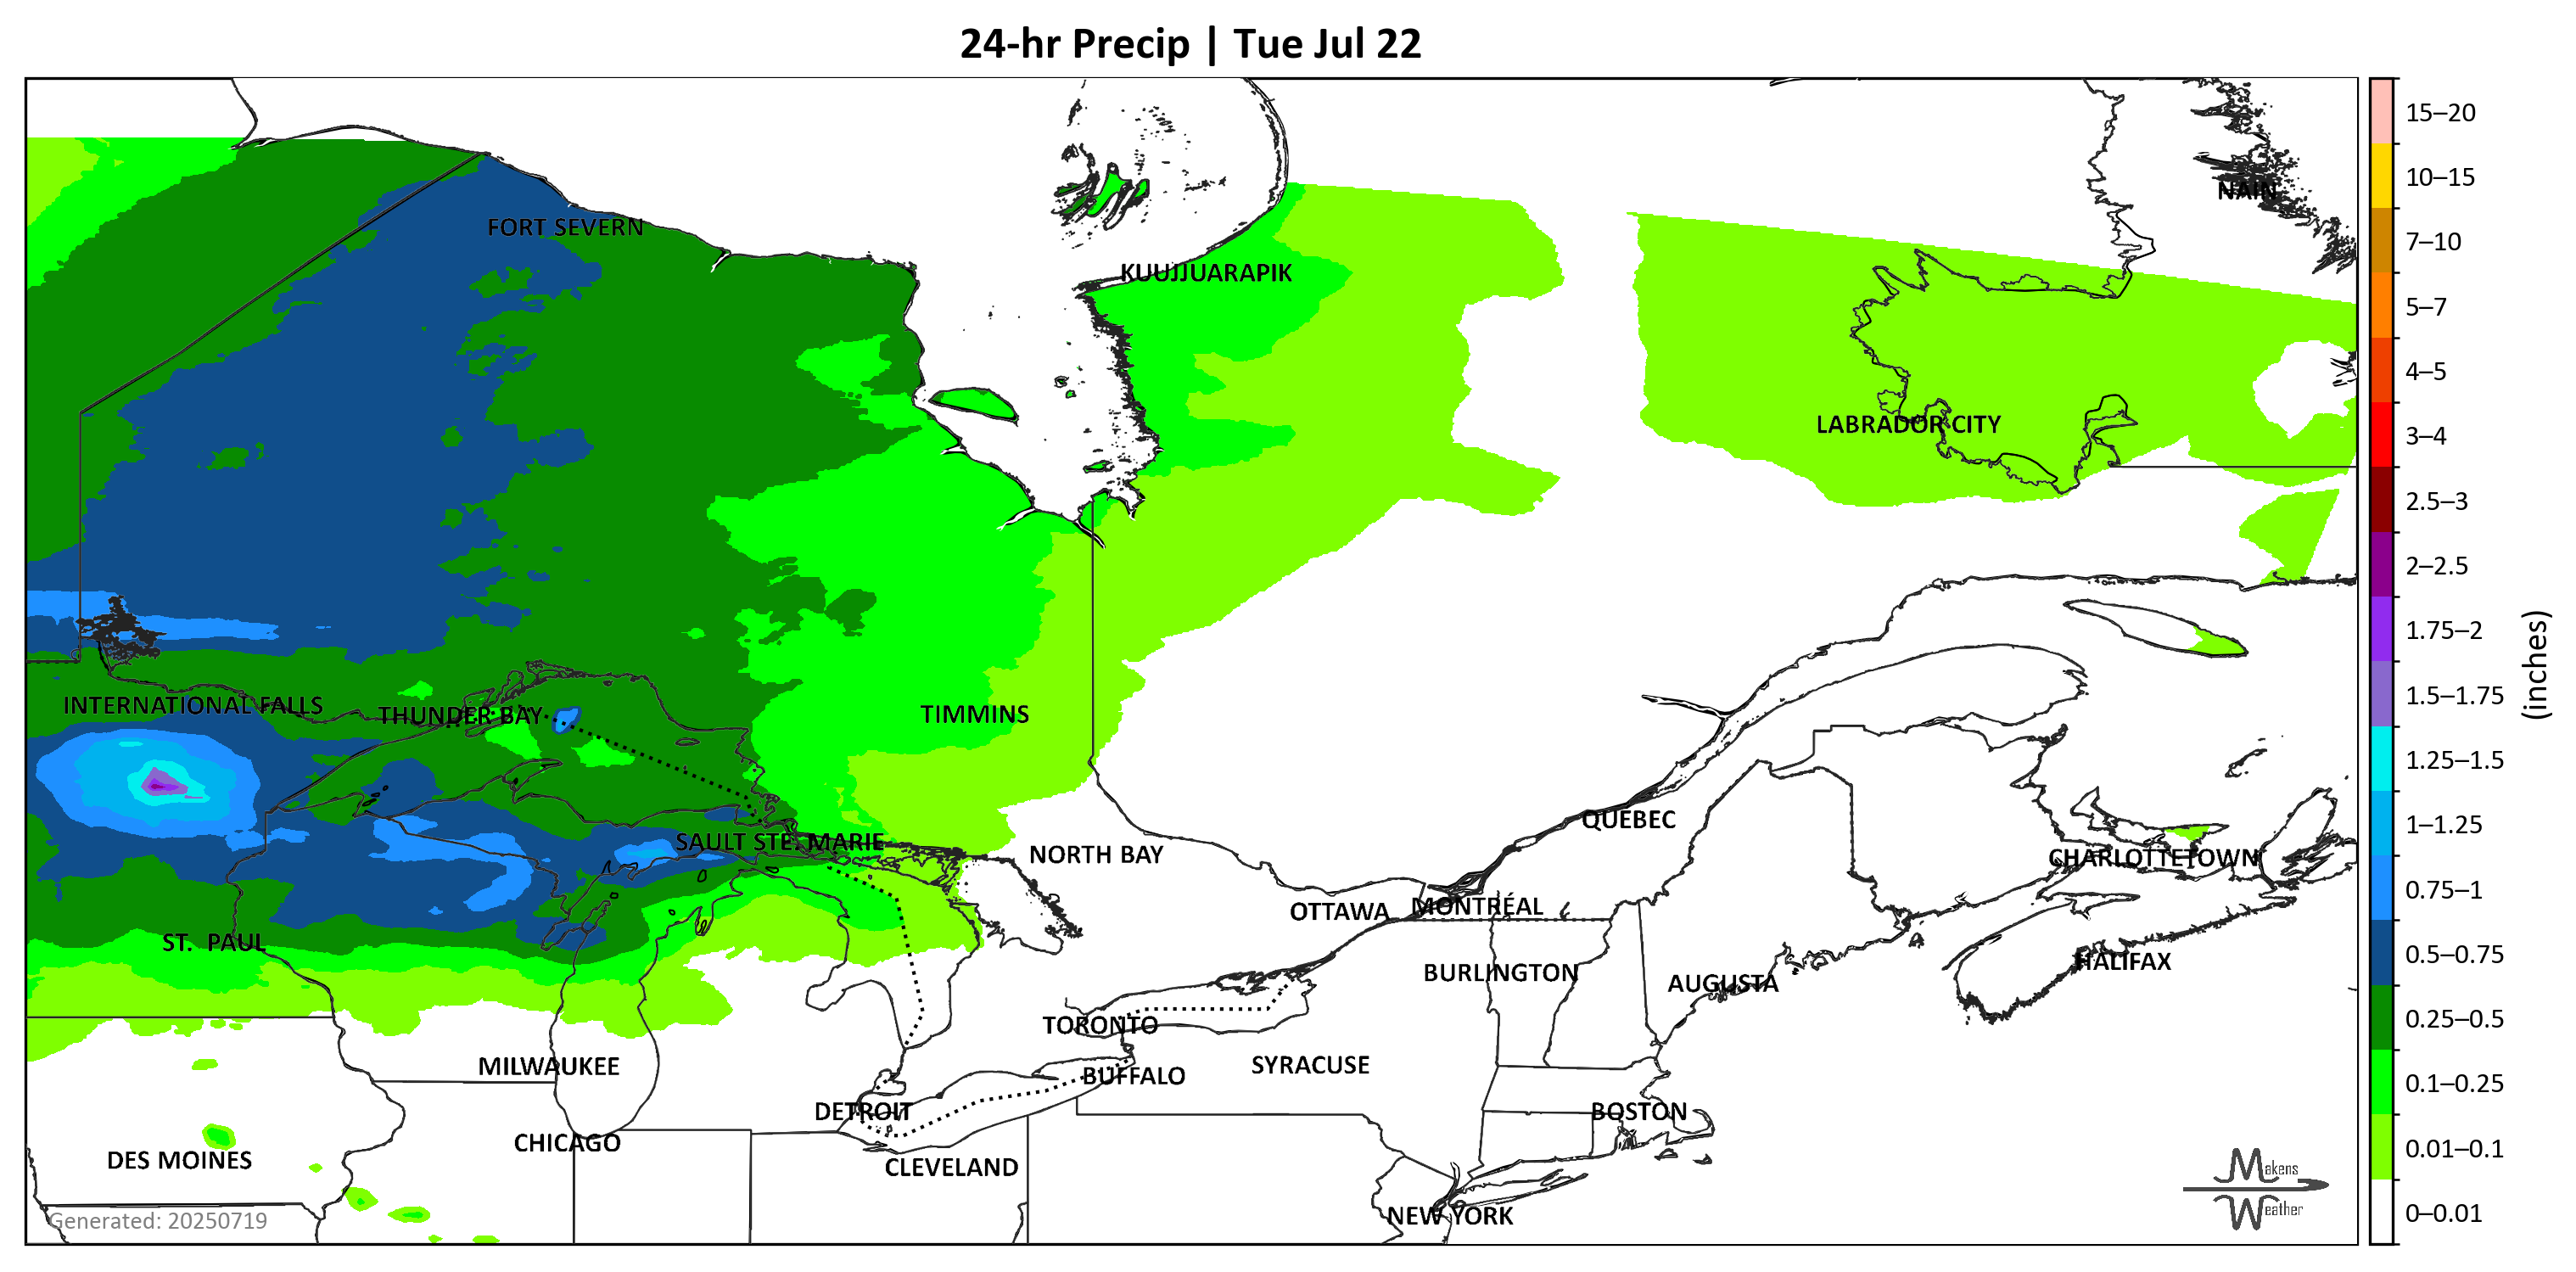 24-hr Precip | Tue Jul 22
NAIN
FORT SEVERN
KUUJJUARAPIK
LABRADOR CITY
INTERNATIONAL FALLS
THUNDER BAY
TIMMINS
SAULT STE. MARIE
NORTH BAY
QUEBEC
CHARLOTTETOWN
OTTAWA
MONTRÉAL
ST. PAUL
HALIFAX
BURLINGTON
AUGUSTA
TORONTO
MILWAUKEE
BUFFALO
SYRACUSE
DETROIT
BOSTON
CHICAGO
DES MOINES
CLEVELAND
NEW YORK
Generated: 20250719
Makens
Weather
15–20
10–15
7–10
5–7
4–5
3–4
2.5–3
2–2.5
1.75–2
1.5–1.75
1.25–1.5
1–1.25
0.75–1
0.5–0.75
0.25–0.5
0.1–0.25
0.01–0.1
0–0.01
(inches)